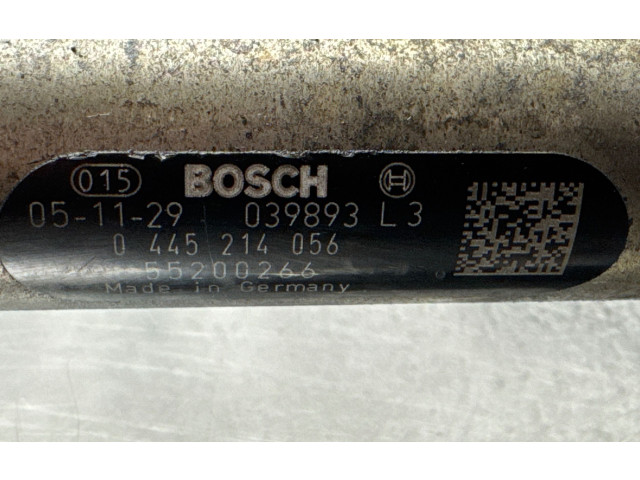 015 BOSCH
05-11-29 039893 L3
0 445 214 056
55200266
Made in Germany